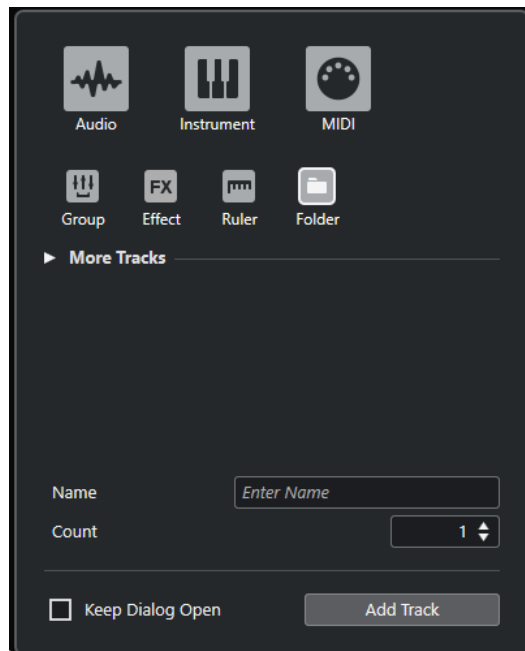 Audio Instrument MIDI
FX
Group Effect Ruler Folder
More Tracks
Name Enter Name
Count 1
Keep Dialog Open Add Track